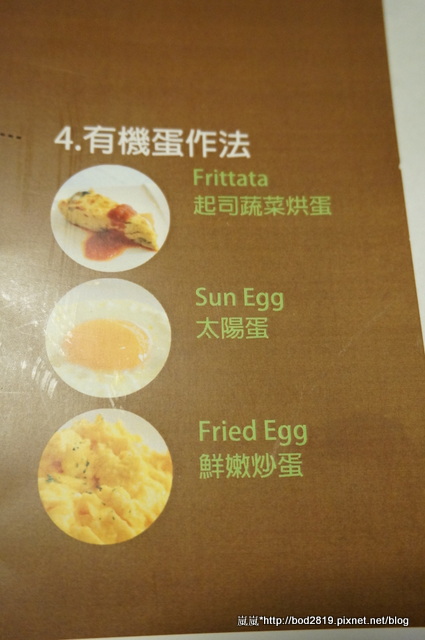 4.有機蛋作法
Frittata
起司蔬菜烘蛋
Sun Egg
太陽蛋
Fried Egg
鮮嫩炒蛋
嵐嵐*http://bod2819.pixnet.net/blog